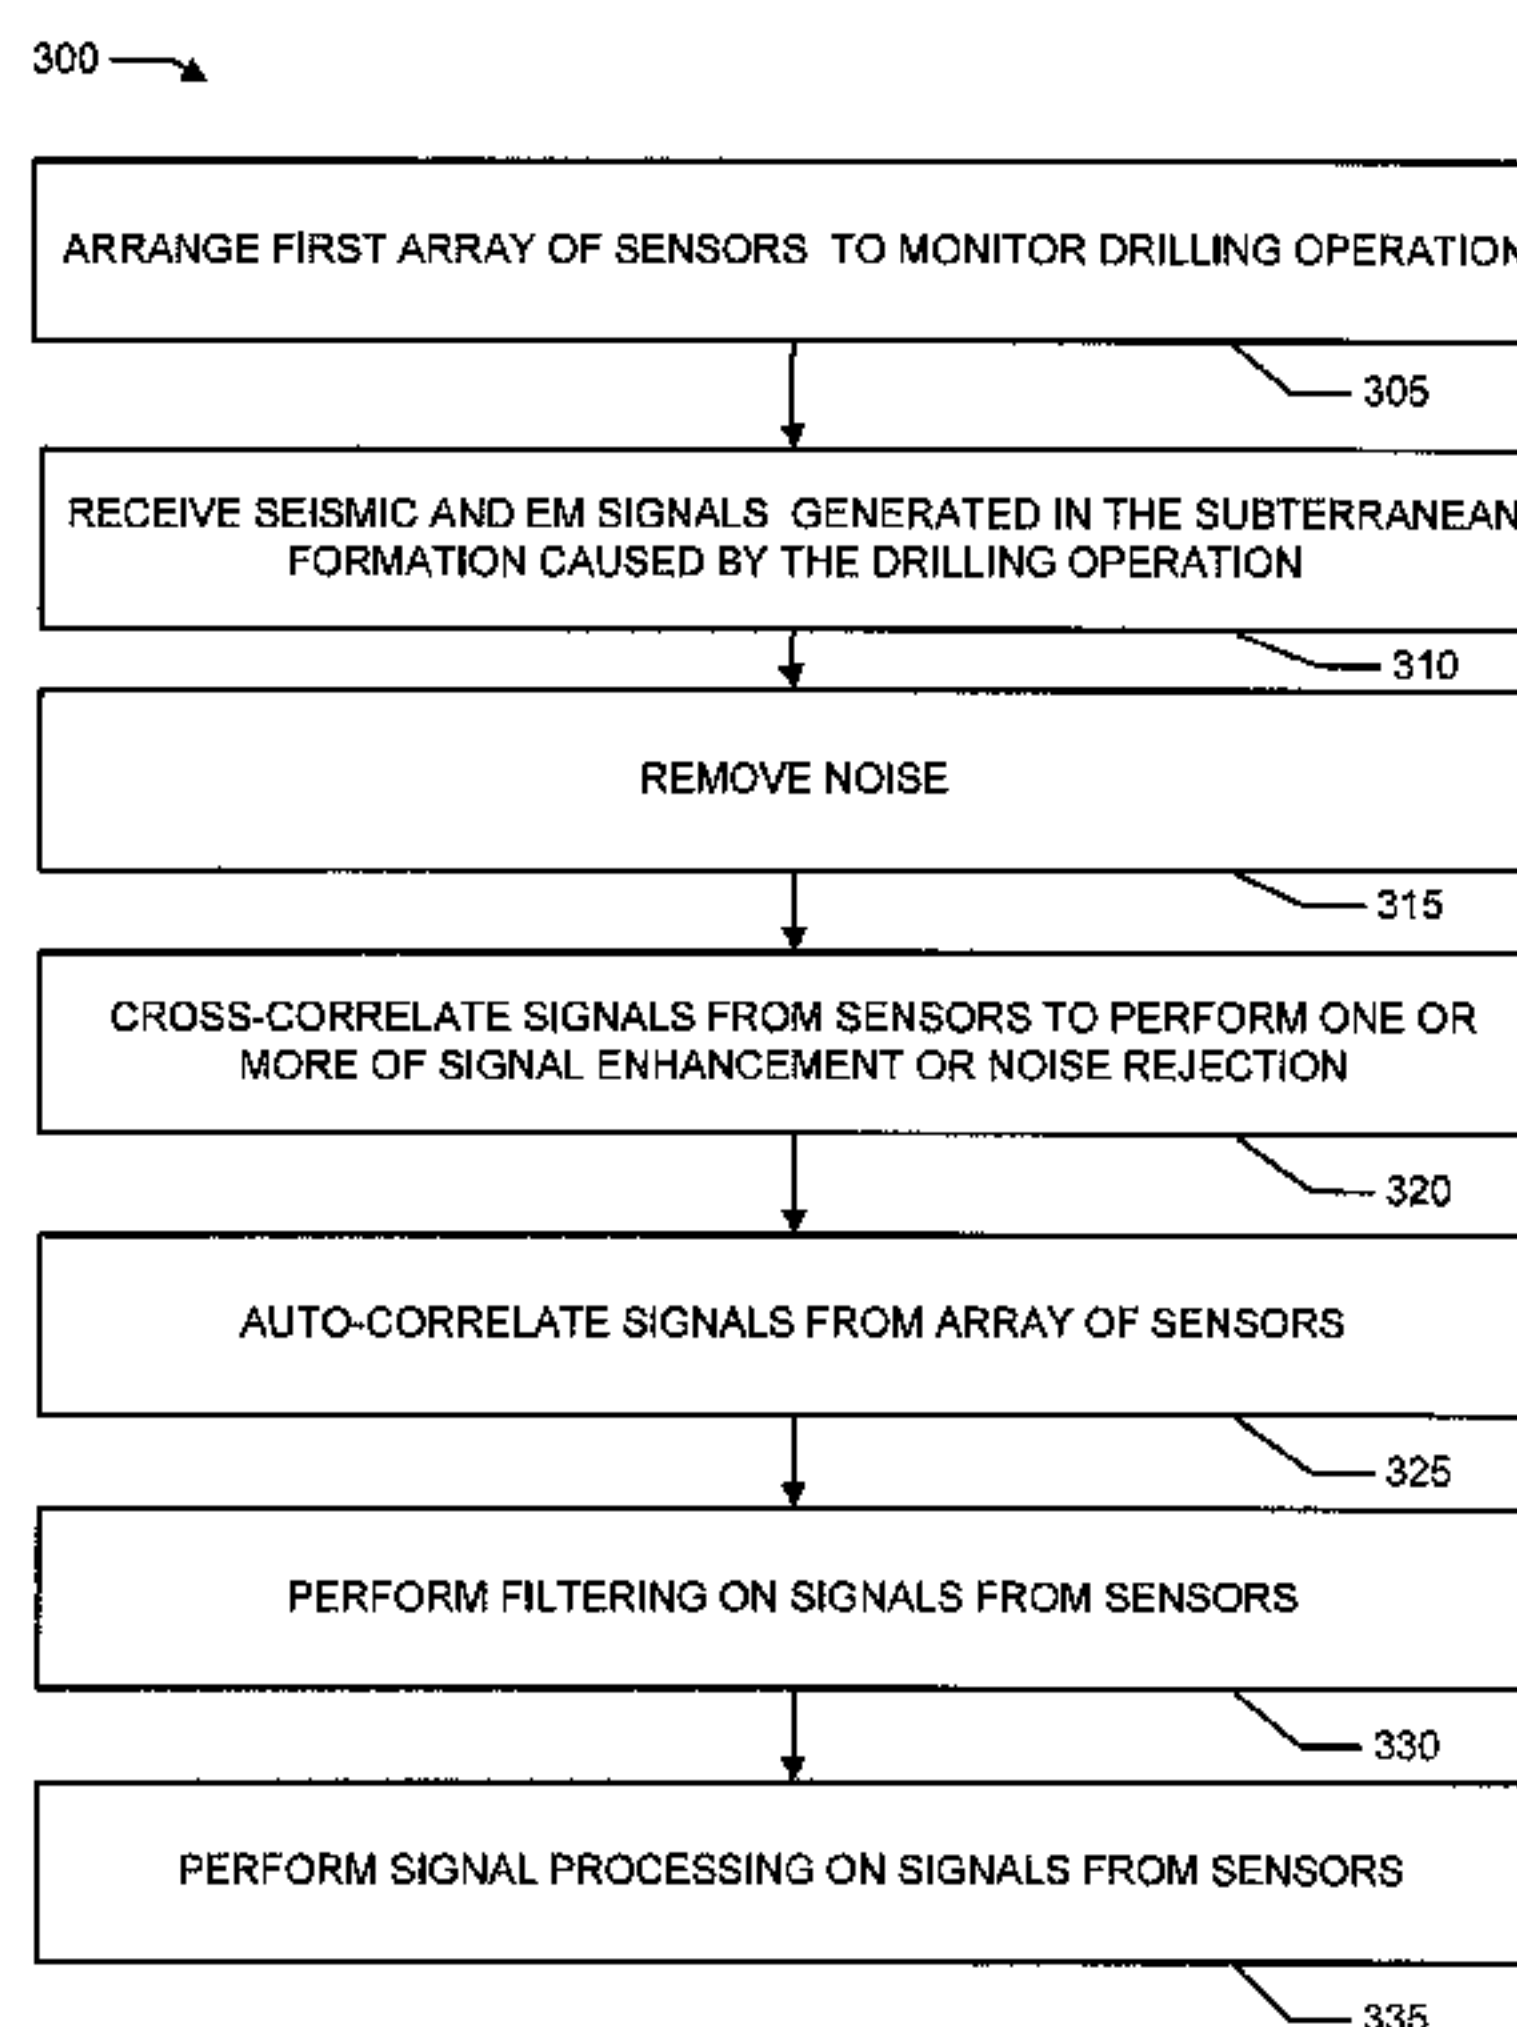 300
ARRANGE FIRST ARRAY OF SENSORS TO MONITOR DRILLING OPERATION
305
RECEIVE SEISMIC AND EM SIGNALS GENERATED IN THE SUBTERRANEAN
FORMATION CAUSED BY THE DRILLING OPERATION
310
REMOVE NOISE
315
CROSS-CORRELATE SIGNALS FROM SENSORS TO PERFORM ONE OR
MORE OF SIGNAL ENHANCEMENT OR NOISE REJECTION
320
AUTO-CORRELATE SIGNALS FROM ARRAY OF SENSORS
325
PERFORM FILTERING ON SIGNALS FROM SENSORS
330
PERFORM SIGNAL PROCESSING ON SIGNALS FROM SENSORS
335